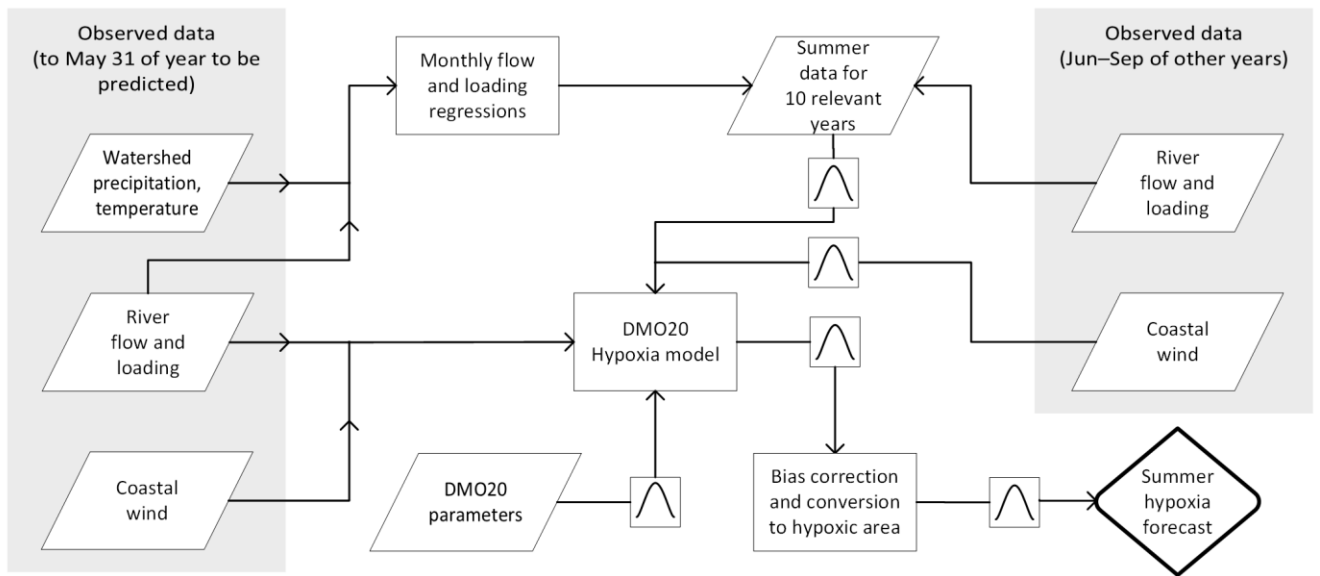 Observed data
(to May 31 of year to be
predicted)
Watershed
precipitation,
temperature
River
flow and
loading
Coastal
wind
Monthly flow
and loading
regressions
Summer
data for
10 relevant
years
DMO20
Hypoxia model
DMO20
parameters
Bias correction
and conversion
to hypoxic area
Observed data
(Jun–Sep of other years)
River
flow and
loading
Coastal
wind
Summer
hypoxia
forecast